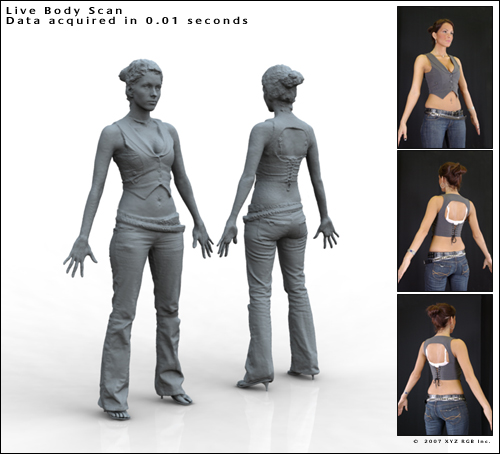 Live Body Scan
Data acquired in 0.01 seconds
© 2007 XYZ RGB Inc.